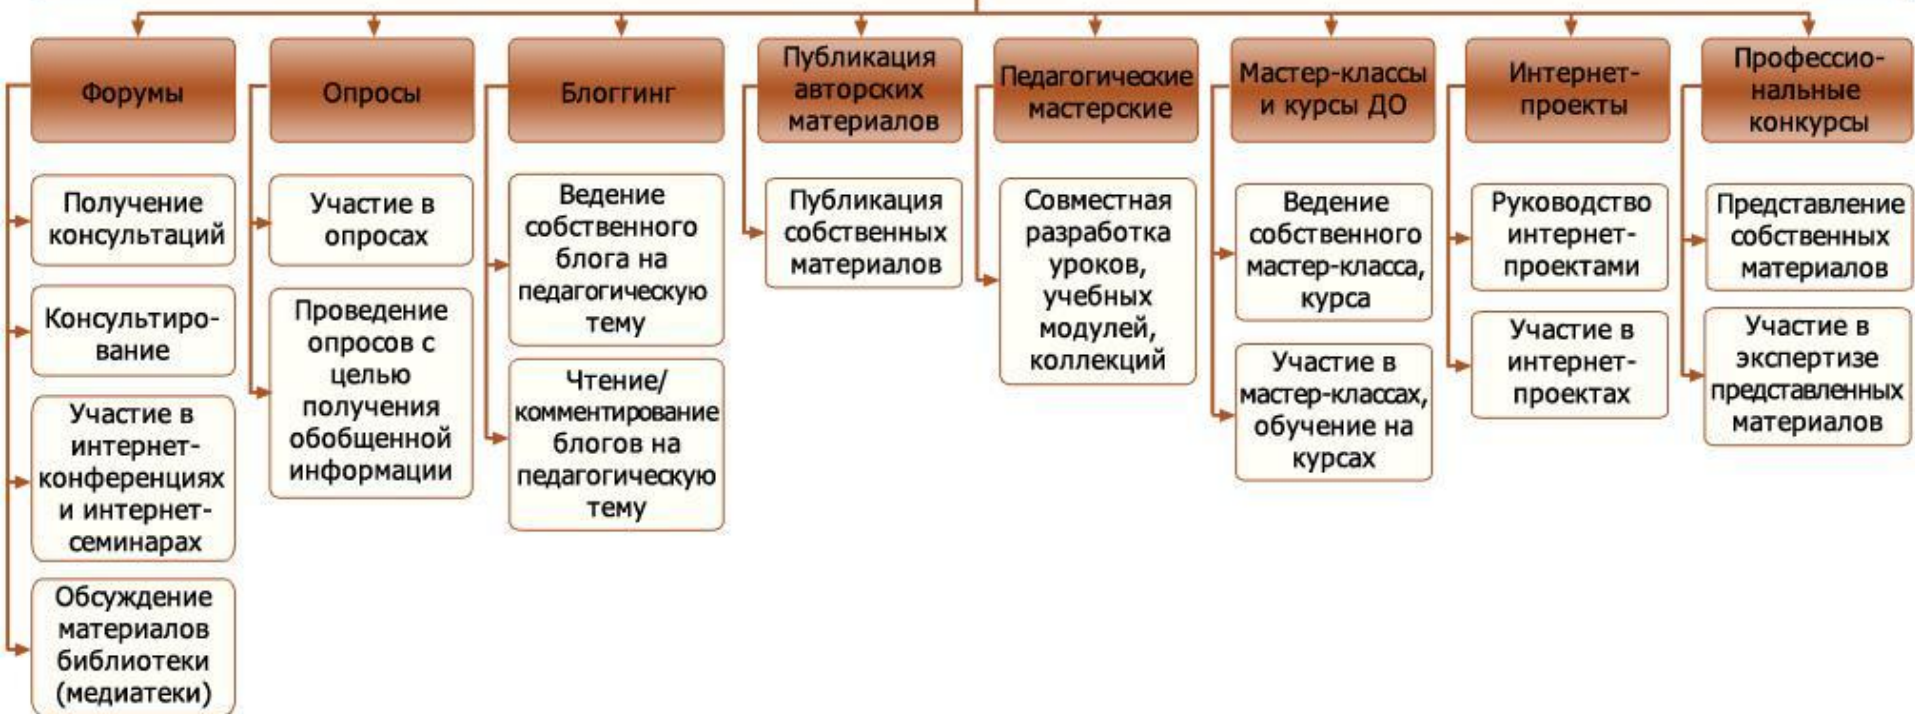 Форумы
Получение
консультаций
Консультиро-
вание
Участие в
интернет-
конференциях
и интернет-
семинарах
Обсуждение
материалов
библиотеки
(медиатеки)
Опросы
Участие в
опросах
Проведение
опросов с
целью
получения
обобщенной
информации
Блоггинг
Ведение
собственного
блога на
педагогическую
тему
Чтение/
комментирование
блогов на
педагогическую
тему
Публикация
авторских
материалов
Публикация
собственных
материалов
Педагогические
мастерские
Совместная
разработка
уроков,
учебных
модулей,
коллекций
Мастер-классы
и курсы ДО
Ведение
собственного
мастер-класса,
курса
Участие в
мастер-классах,
обучение на
курсах
Интернет-
проекты
Руководство
интернет-
проектами
Участие в
интернет-
проектах
Профессио-
нальные
конкурсы
Представление
собственных
материалов
Участие в
экспертизе
представленных
материалов